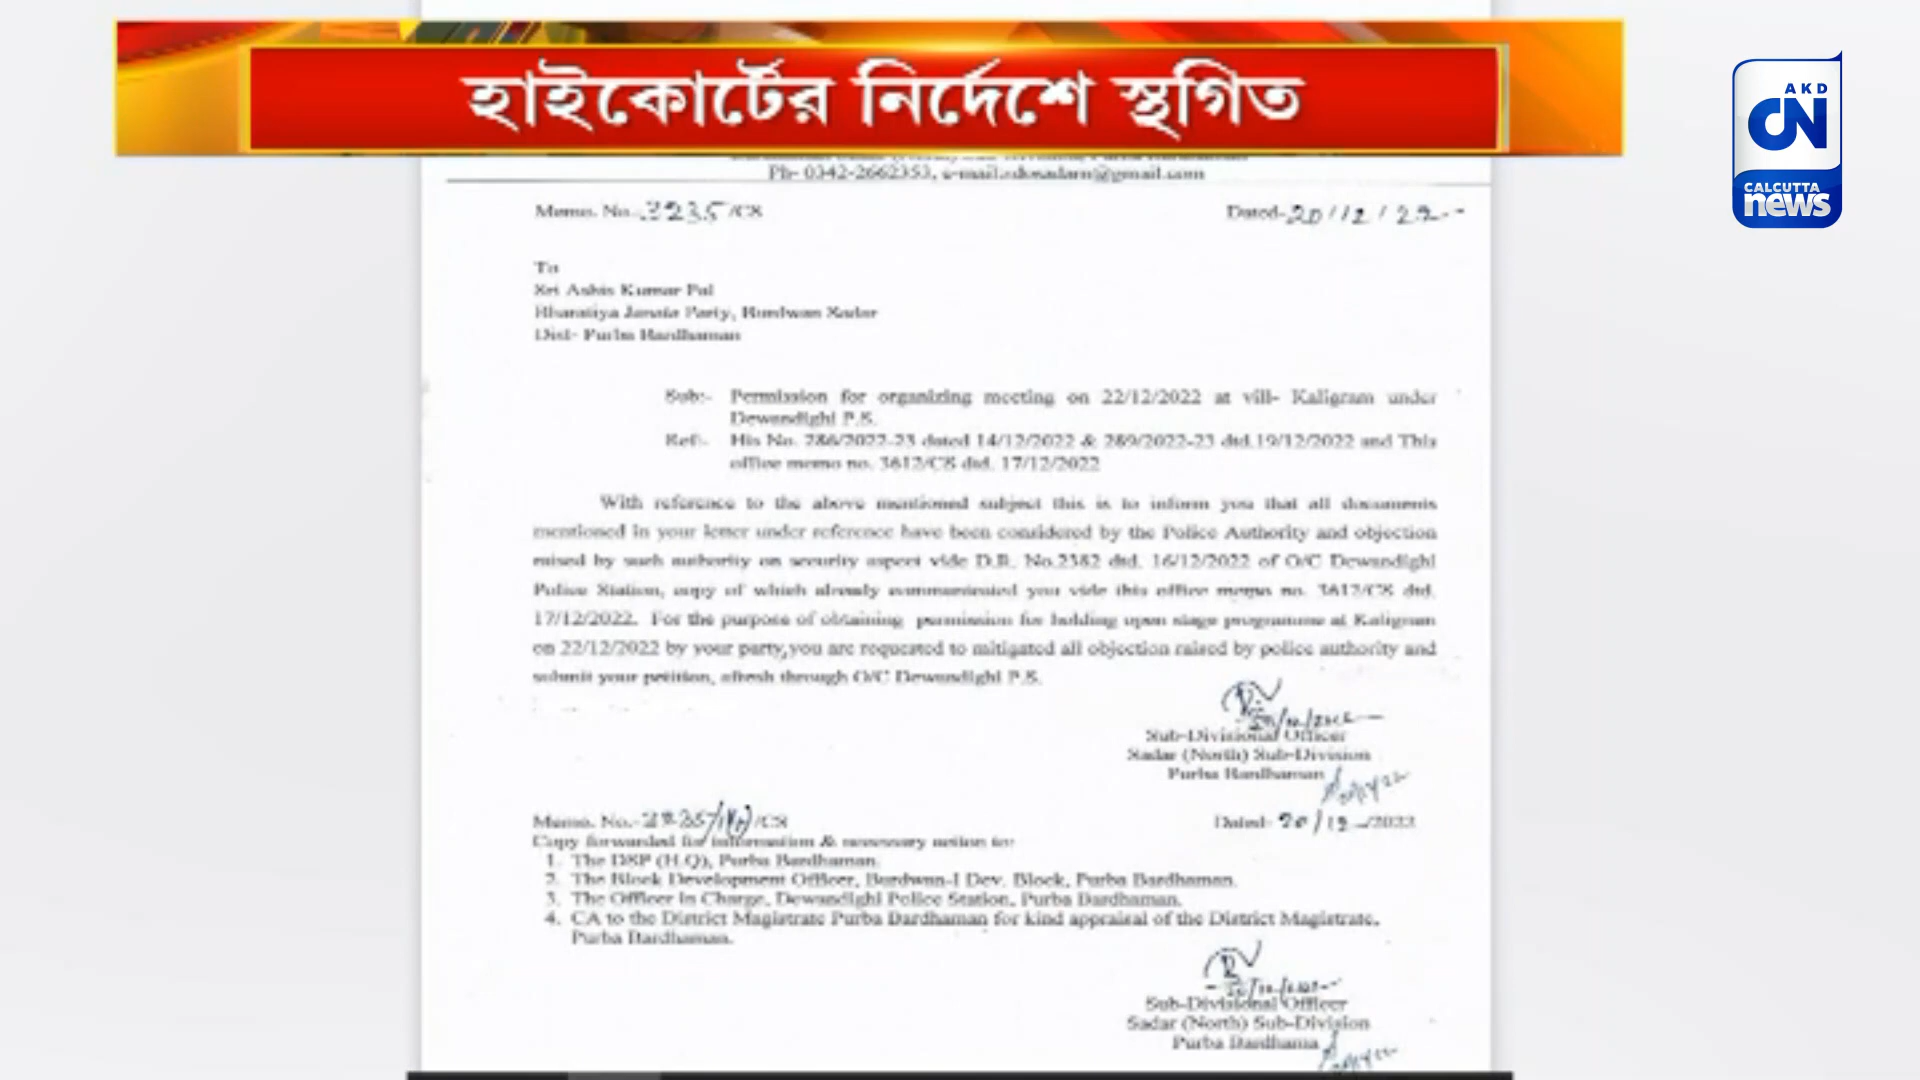 হাইকোর্টের নির্দেশে স্থগিত
AKD
CN
CALCUTTA
news
Ph- 0342-2662353, e-mail:sdosadarn@gmail.com
Memo. No. 3235/CS
Dated- 20/12/22
To
Sri Ashis Kumar Pal
Bharatiya Janata Party, Burdwan Sadar
Dist- Purba Bardhaman
Sub:- Permission for organizing meeting on 22/12/2022 at vill- Kaligram under
Dewandighi P.S.
Ref:- His No. 286/2022-23 dated 14/12/2022 & 289/2022-23 dtd.19/12/2022 and This
office memo no. 3612/CS dtd. 17/12/2022
With reference to the above mentioned subject this is to inform you that all documents
mentioned in your letter under reference have been considered by the Police Authority and objection
raised by such authority on security aspect vide D.R. No.2382 dtd. 16/12/2022 of O/C Dewandighi
Police Station, copy of which already communicated you vide this office memo no. 3612/CS dtd.
17/12/2022. For the purpose of obtaining permission for holding open stage programme at Kaligram
on 22/12/2022 by your party,you are requested to mitigated all objection raised by police authority and
submit your petition, afresh through O/C Dewandighi P.S.
Sub-Divisional Officer
Sadar (North) Sub-Division
Purba Bardhaman
Memo. No.- /CS
Dated- 20/12/2022
Copy forwarded for information & necessary action to:
1. The DSP (H.Q), Purba Bardhaman.
2. The Block Development Officer, Burdwan-I Dev. Block, Purba Bardhaman.
3. The Officer in Charge, Dewandighi Police Station, Purba Bardhaman.
4. CA to the District Magistrate Purba Bardhaman for kind appraisal of the District Magistrate,
Purba Bardhaman.
Sub-Divisional Officer
Sadar (North) Sub-Division
Purba Bardhama